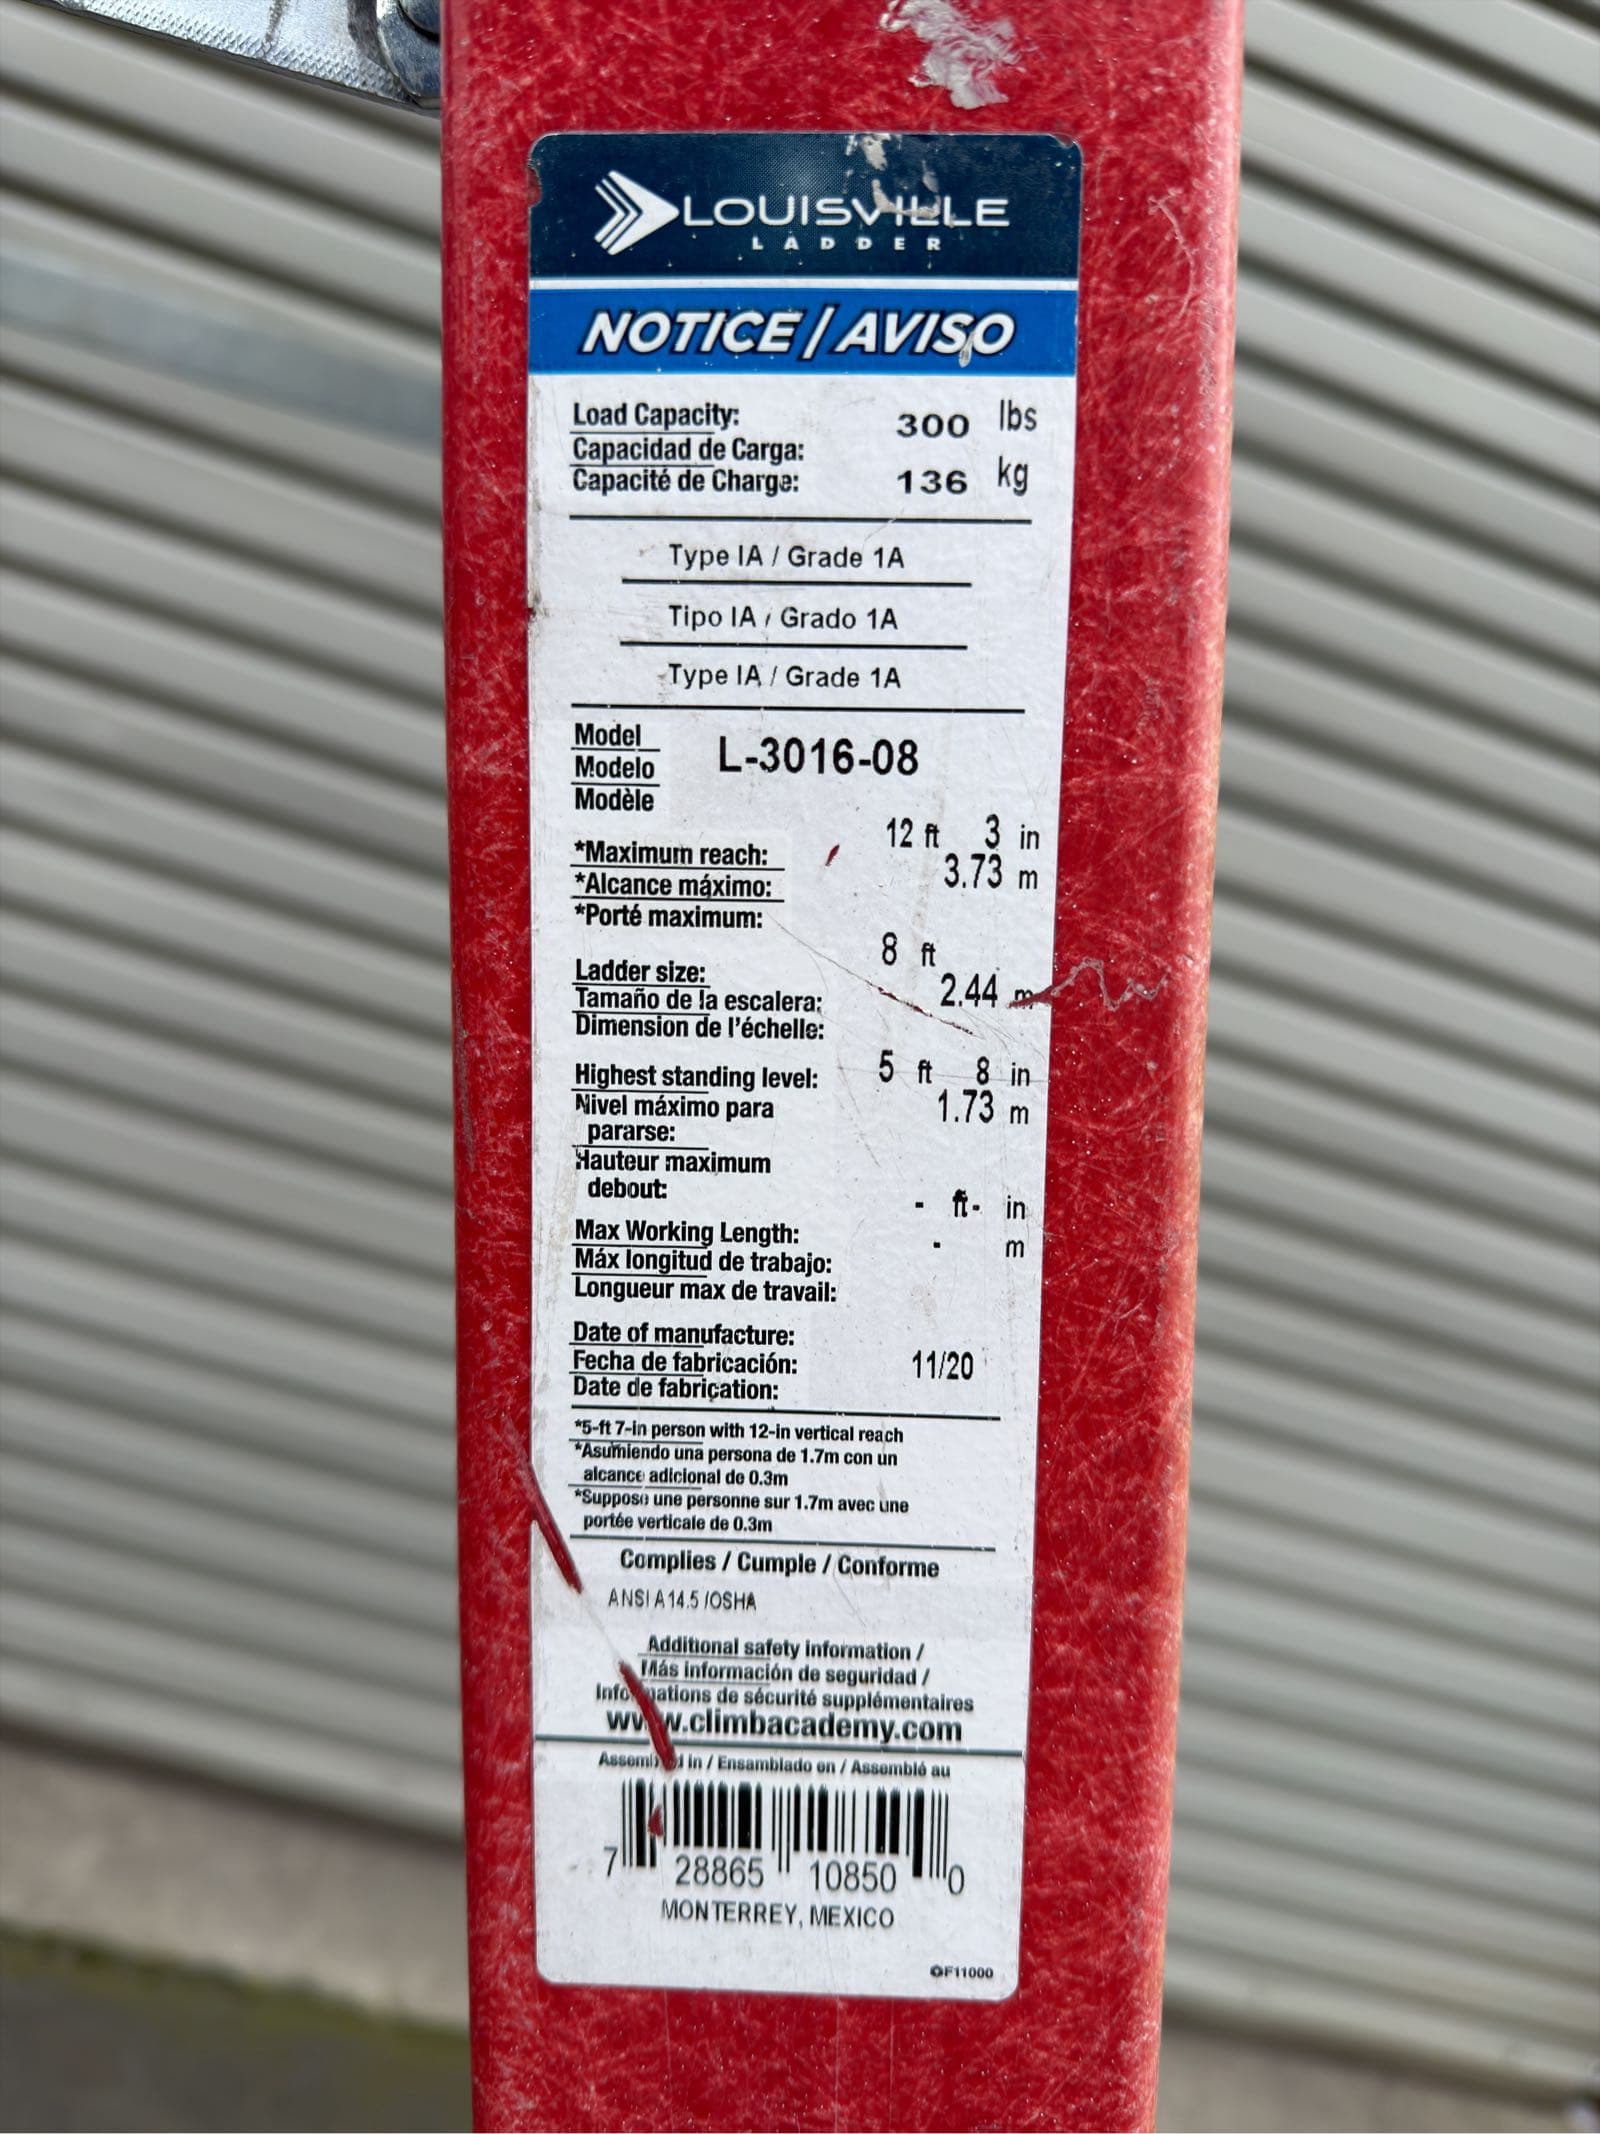 LOUISVILLE
LADDER
NOTICE / AVISO
Load Capacity: 300 lbs
Capacidad de Carga:
Capacité de Charge: 136 kg
Type IA / Grade 1A
Tipo IA / Grado 1A
Type IA / Grade 1A
Model
Modelo L-3016-08
Modèle
12 ft 3 in
*Maximum reach:
3.73 m
*Alcance máximo:
*Porté maximum:
8 ft
Ladder size:
2.44 m
Tamaño de la escalera:
Dimension de l'échelle:
Highest standing level: 5 ft 8 in
Nivel máximo para 1.73 m
pararse:
Hauteur maximum
debout:
- ft - in
Max Working Length: - m
Máx longitud de trabajo:
Longueur max de travail:
Date of manufacture:
Fecha de fabricación: 11/20
Date de fabrication:
*5-ft 7-in person with 12-in vertical reach
*Asumiendo una persona de 1.7m con un
alcance adicional de 0.3m
*Suppose une personne sur 1.7m avec une
portée verticale de 0.3m
Complies / Cumple / Conforme
ANSI A14.5 /OSHA
Additional safety information /
Más información de seguridad /
Informations de sécurité supplémentaires
www.climbacademy.com
Assembled in / Ensamblado en / Assemblé au
7 28865 10850 0
MONTERREY, MEXICO
F11000